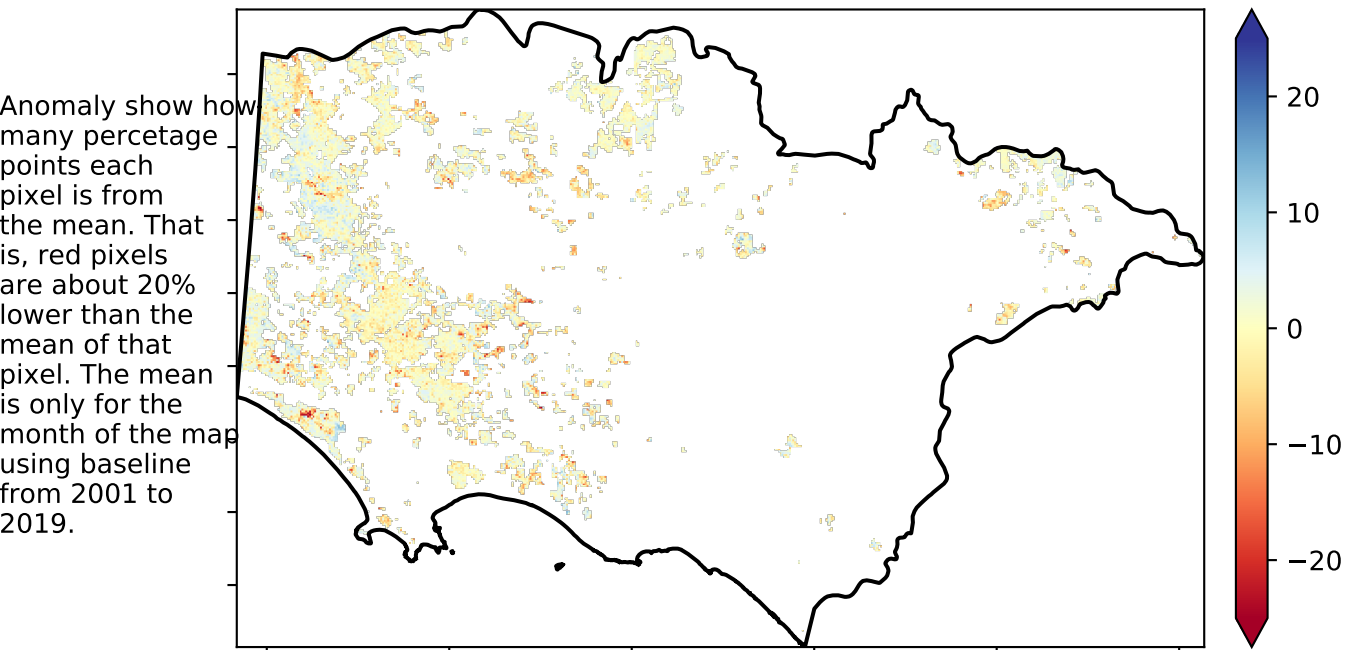 Anomaly show how
many percetage
points each
pixel is from
the mean. That
is, red pixels
are about 20%
lower than the
mean of that
pixel. The mean
is only for the
month of the map
using baseline
from 2001 to
2019.
20
10
0
−10
−20